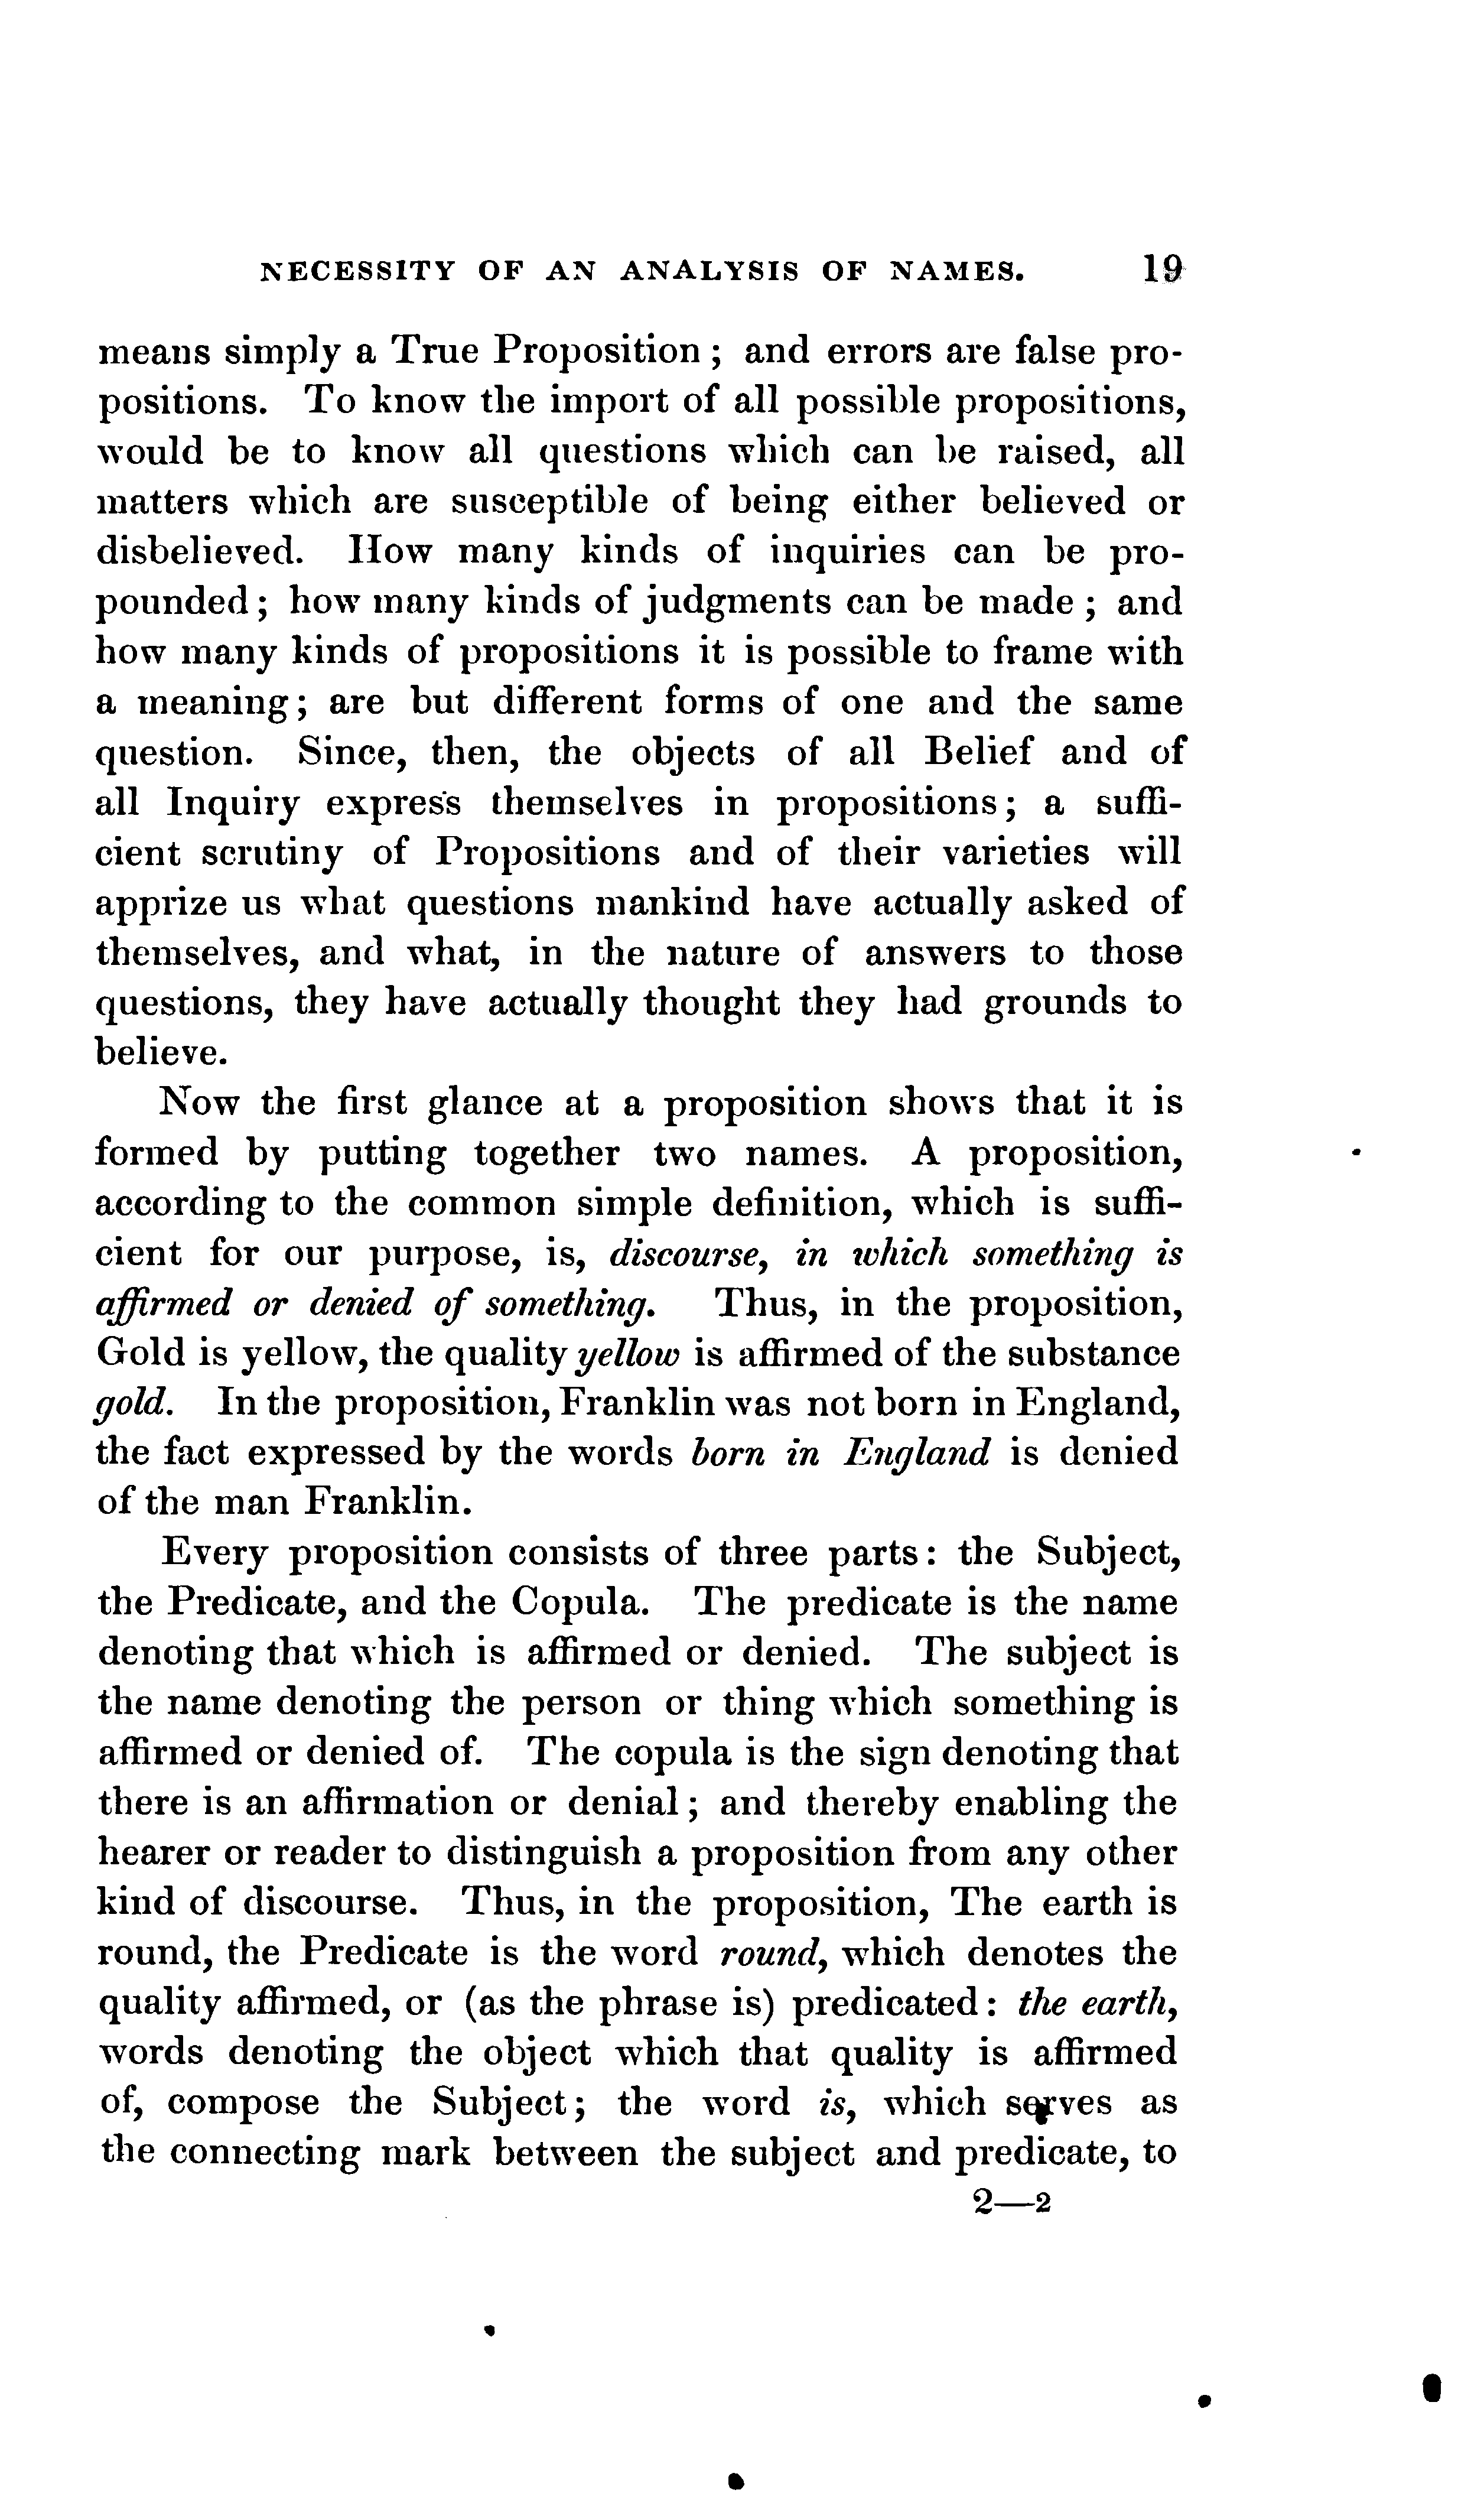 NECESSITY OF AN ANALYSIS OF NAMES. 19
means simply a True Proposition ; and errors are false pro-
positions. To know the import of all possible propositions,
would be to know all questions which can be raised, all
matters which are susceptible of being either believed or
disbelieved. How many kinds of inquiries can be pro-
pounded ; how many kinds of judgments can be made ; and
how many kinds of propositions it is possible to frame with
a meaning ; are but different forms of one and the same
question. Since, then, the objects of all Belief and of
all Inquiry express themselves in propositions ; a suffi-
cient scrutiny of Propositions and of their varieties will
apprize us what questions mankind have actually asked of
themselves, and what, in the nature of answers to those
questions, they have actually thought they had grounds to
believe.
Now the first glance at a proposition shows that it is
formed by putting together two names. A proposition,
according to the common simple definition, which is suffi-
cient for our purpose, is, discourse, in which something is
affirmed or denied of something. Thus, in the proposition,
Gold is yellow, the quality yellow is affirmed of the substance
gold. In the proposition, Franklin was not born in England,
the fact expressed by the words born in England is denied
of the man Franklin.
Every proposition consists of three parts : the Subject,
the Predicate, and the Copula. The predicate is the name
denoting that which is affirmed or denied. The subject is
the name denoting the person or thing which something is
affirmed or denied of. The copula is the sign denoting that
there is an affirmation or denial ; and thereby enabling the
hearer or reader to distinguish a proposition from any other
kind of discourse. Thus, in the proposition, The earth is
round, the Predicate is the word round, which denotes the
quality affirmed, or (as the phrase is) predicated : the earth,
words denoting the object which that quality is affirmed
of, compose the Subject ; the word is, which serves as
the connecting mark between the subject and predicate, to
2—2